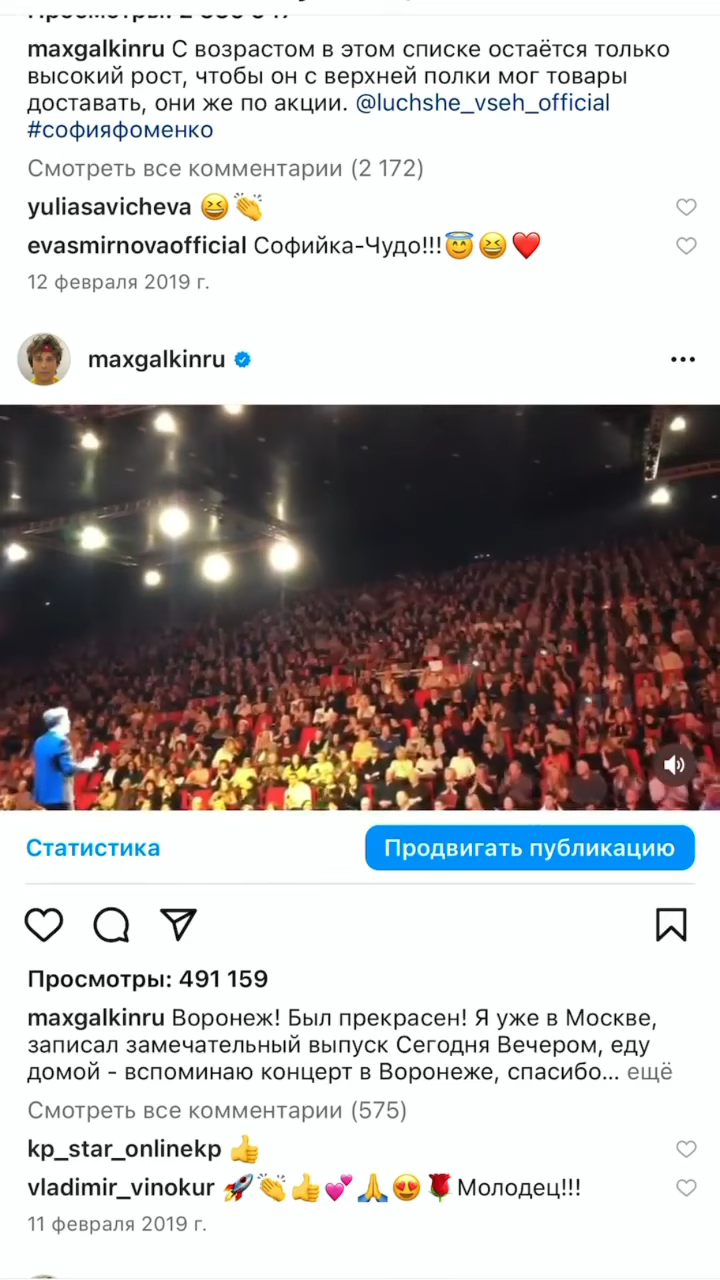 maxgalkinru С возрастом в этом списке остаётся только
высокий рост, чтобы он с верхней полки мог товары
доставать, они же по акции. @luchshe_vseh_official
#софияфоменко
Смотреть все комментарии (2 172)
yuliasavicheva 😆👏
evasmirnovaofficial Софийка-Чудо!!!😇😆❤️
12 февраля 2019 г.
maxgalkinru
Статистика
Продвигать публикацию
Просмотры: 491 159
maxgalkinru Воронеж! Был прекрасен! Я уже в Москве,
записал замечательный выпуск Сегодня Вечером, еду
домой - вспоминаю концерт в Воронеже, спасибо... ещё
Смотреть все комментарии (575)
kp_star_onlinekp 👍
vladimir_vinokur 🚀👏👍💕🙏😍🌹Молодец!!!
11 февраля 2019 г.